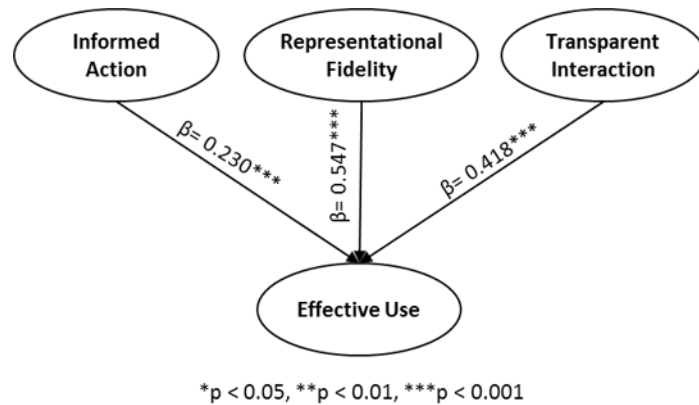 Informed
Action
Representational
Fidelity
Transparent
Interaction
β= 0.230***
β= 0.547***
β= 0.418***
Effective Use
*p < 0.05, **p < 0.01, ***p < 0.001